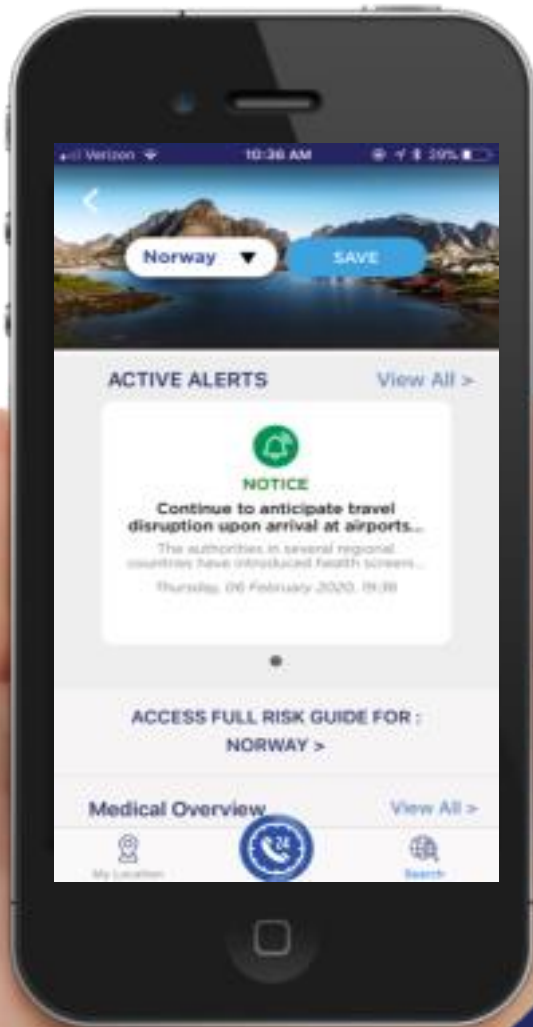 Verizon 10:36 AM 29%
Norway ▼ SAVE
ACTIVE ALERTS View All >
NOTICE
Continue to anticipate travel
disruption upon arrival at airports...
The authorities in several regional
countries have introduced health screen...
Thursday, 06 February 2020, 19:38
ACCESS FULL RISK GUIDE FOR :
NORWAY >
Medical Overview View All >
24
My Location Search